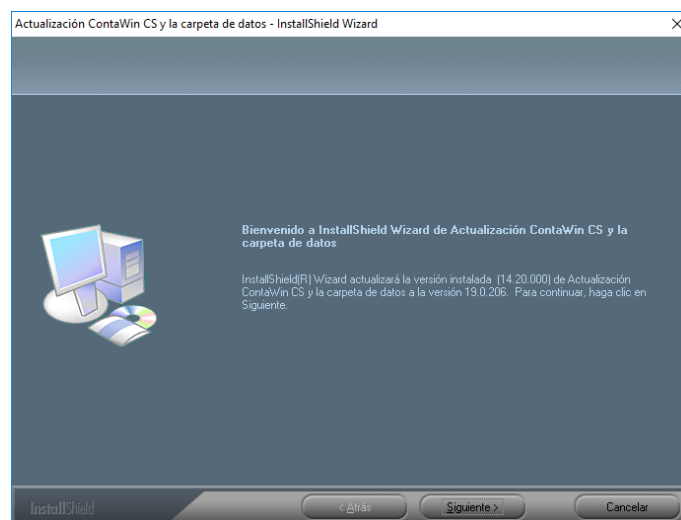 Actualización ContaWin CS y la carpeta de datos - InstallShield Wizard
Bienvenido a InstallShield Wizard de Actualización ContaWin CS y la
carpeta de datos
InstallShield(R) Wizard actualizará la versión instalada (14.20.000) de Actualización
ContaWin CS y la carpeta de datos a la versión 19.0.206. Para continuar, haga clic en
Siguiente.
InstallShield
< Atrás
Siguiente >
Cancelar